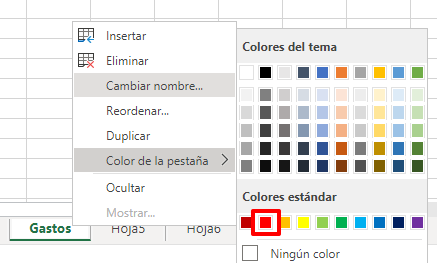 Insertar
Eliminar
Cambiar nombre...
Reordenar...
Duplicar
Color de la pestaña
Ocultar
Mostrar...
Colores del tema
Colores estándar
Ningún color
Gastos
Hoja5
Hoja6